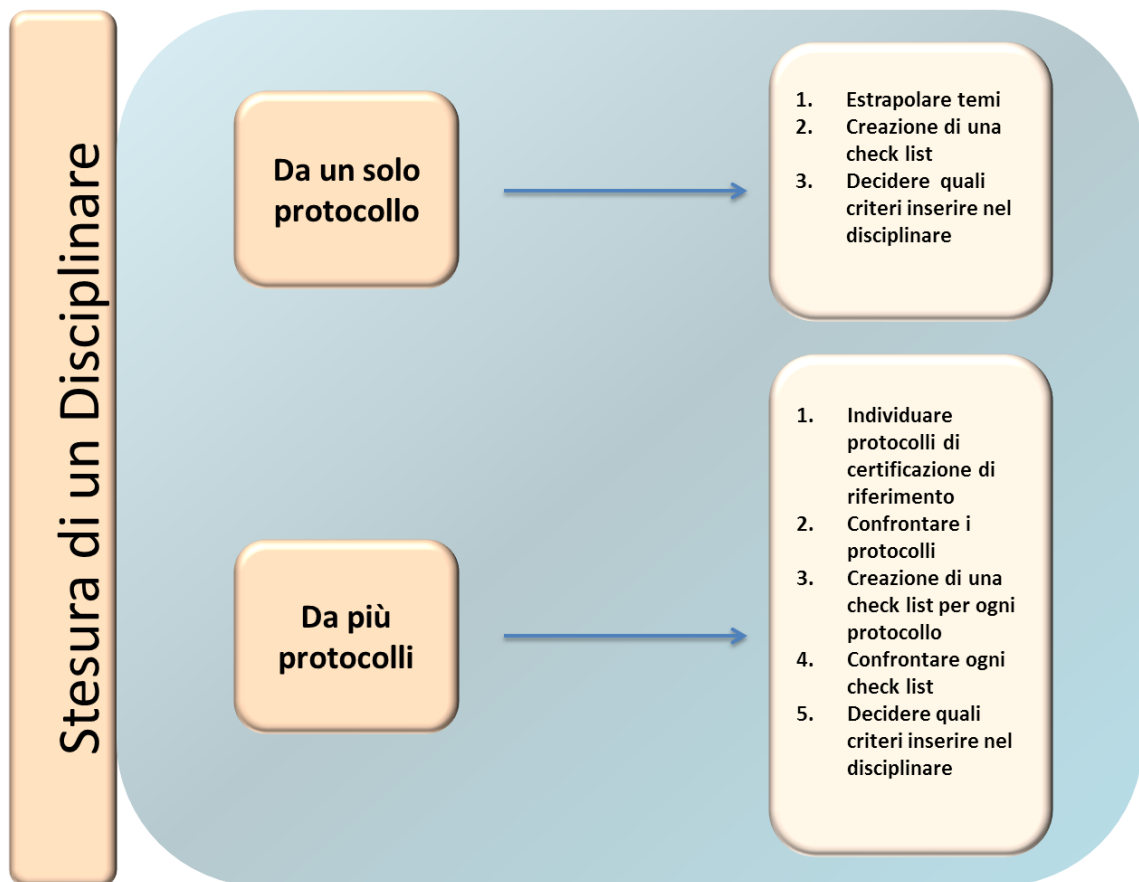 Stesura di un Disciplinare
Da un solo
protocollo
1. Estrapolare temi
2. Creazione di una
check list
3. Decidere quali
criteri inserire nel
disciplinare
Da più
protocolli
1. Individuare
protocolli di
certificazione di
riferimento
2. Confrontare i
protocolli
3. Creazione di una
check list per ogni
protocollo
4. Confrontare ogni
check list
5. Decidere quali
criteri inserire nel
disciplinare